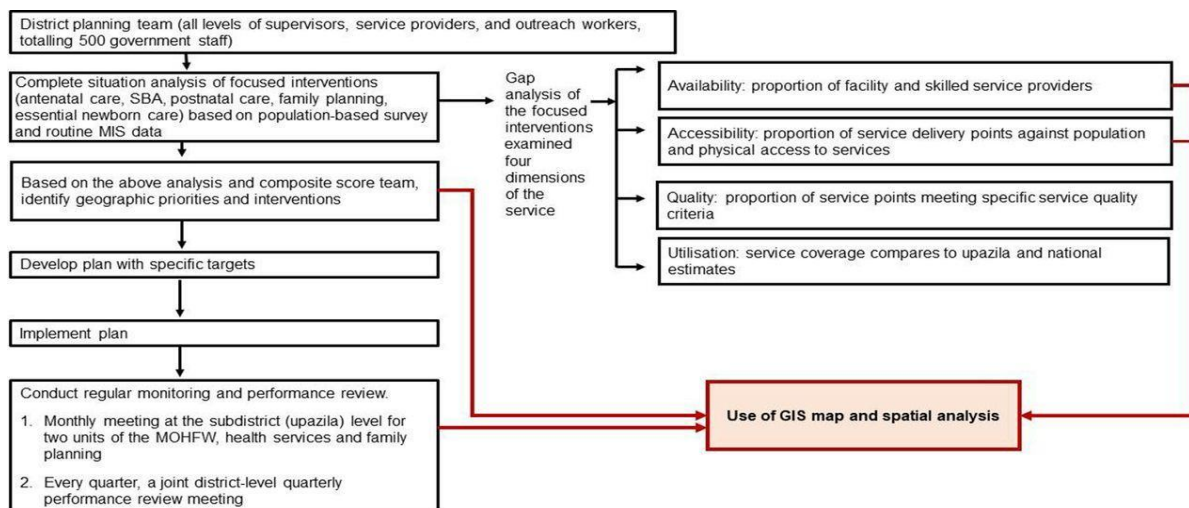 District planning team (all levels of supervisors, service providers, and outreach workers,
totalling 500 government staff)
Complete situation analysis of focused interventions
(antenatal care, SBA, postnatal care, family planning,
essential newborn care) based on population-based survey
and routine MIS data
Based on the above analysis and composite score team,
identify geographic priorities and interventions
Develop plan with specific targets
Implement plan
Conduct regular monitoring and performance review.
1. Monthly meeting at the subdistrict (upazila) level for
two units of the MOHFW, health services and family
planning
2. Every quarter, a joint district-level quarterly
performance review meeting
Gap
analysis of
the focused
interventions
examined
four
dimensions
of the
service
Availability: proportion of facility and skilled service providers
Accessibility: proportion of service delivery points against population
and physical access to services
Quality: proportion of service points meeting specific service quality
criteria
Utilisation: service coverage compares to upazila and national
estimates
Use of GIS map and spatial analysis